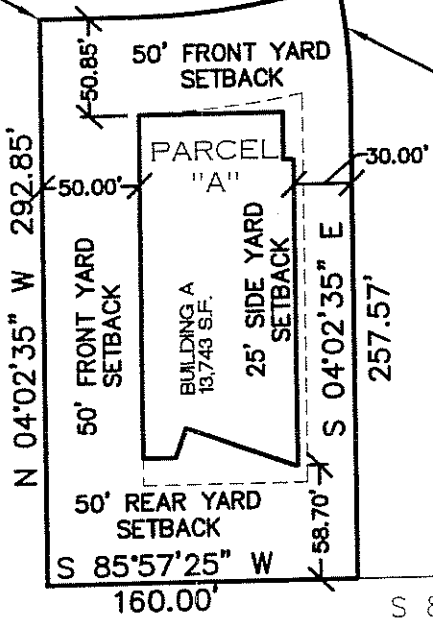 50.85'
50' FRONT YARD
SETBACK
PARCEL
"A"
30.00'
50.00'
N 04°02'35" W 292.85'
50' FRONT YARD
SETBACK
BUILDING A
13,743 S.F.
25' SIDE YARD
SETBACK
S 04°02'35" E
257.57'
50' REAR YARD
SETBACK
58.70'
S 85°57'25" W
160.00'
S 8